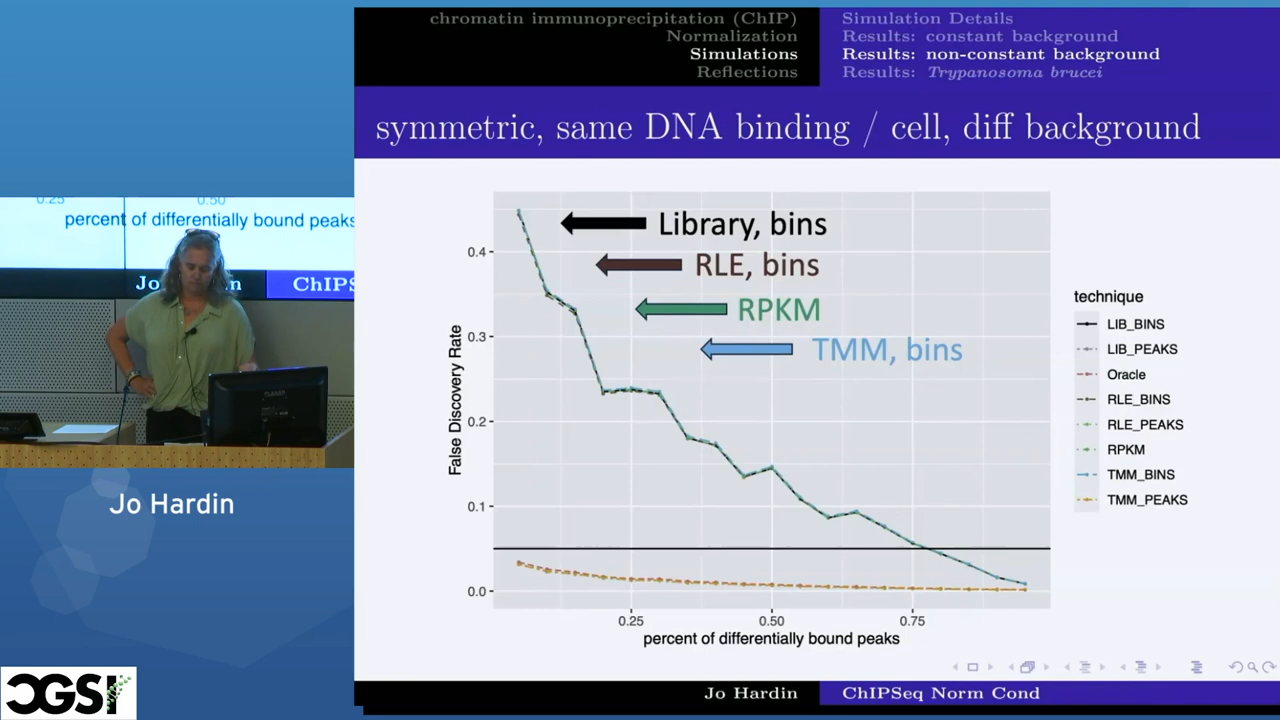 chromatin immunoprecipitation (ChIP)
Normalization
Simulations
Reflections
Simulation Details
Results: constant background
Results: non-constant background
Results: Trypanosoma brucei
symmetric, same DNA binding / cell, diff background
False Discovery Rate
0.4
0.3
0.2
0.1
0.0
Library, bins
RLE, bins
RPKM
TMM, bins
0.25
0.50
0.75
percent of differentially bound peaks
technique
LIB_BINS
LIB_PEAKS
Oracle
RLE_BINS
RLE_PEAKS
RPKM
TMM_BINS
TMM_PEAKS
Jo Hardin
ChIPSeq Norm Cond
0.25
0.50
percent of differentially bound peaks
Jo
n
ChIPS
Jo Hardin
CGSI